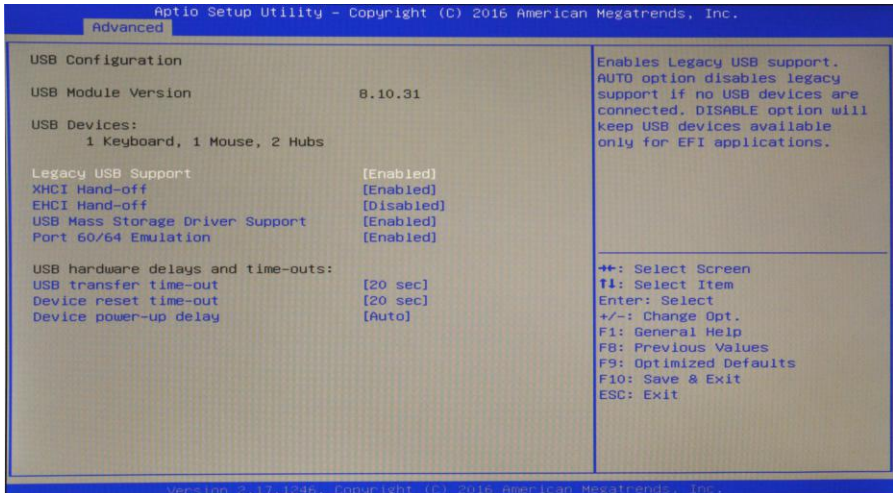 Aptio Setup Utility – Copyright (C) 2016 American Megatrends, Inc.
Advanced
USB Configuration
USB Module Version 8.10.31
USB Devices:
1 Keyboard, 1 Mouse, 2 Hubs
Legacy USB Support [Enabled]
XHCI Hand-off [Enabled]
EHCI Hand-off [Disabled]
USB Mass Storage Driver Support [Enabled]
Port 60/64 Emulation [Enabled]
USB hardware delays and time-outs:
USB transfer time-out [20 sec]
Device reset time-out [20 sec]
Device power-up delay [Auto]
Enables Legacy USB support.
AUTO option disables legacy
support if no USB devices are
connected. DISABLE option will
keep USB devices available
only for EFI applications.
→←: Select Screen
↑↓: Select Item
Enter: Select
+/-: Change Opt.
F1: General Help
F8: Previous Values
F9: Optimized Defaults
F10: Save & Exit
ESC: Exit
Version 2.17.1246. Copyright (C) 2016 American Megatrends, Inc.